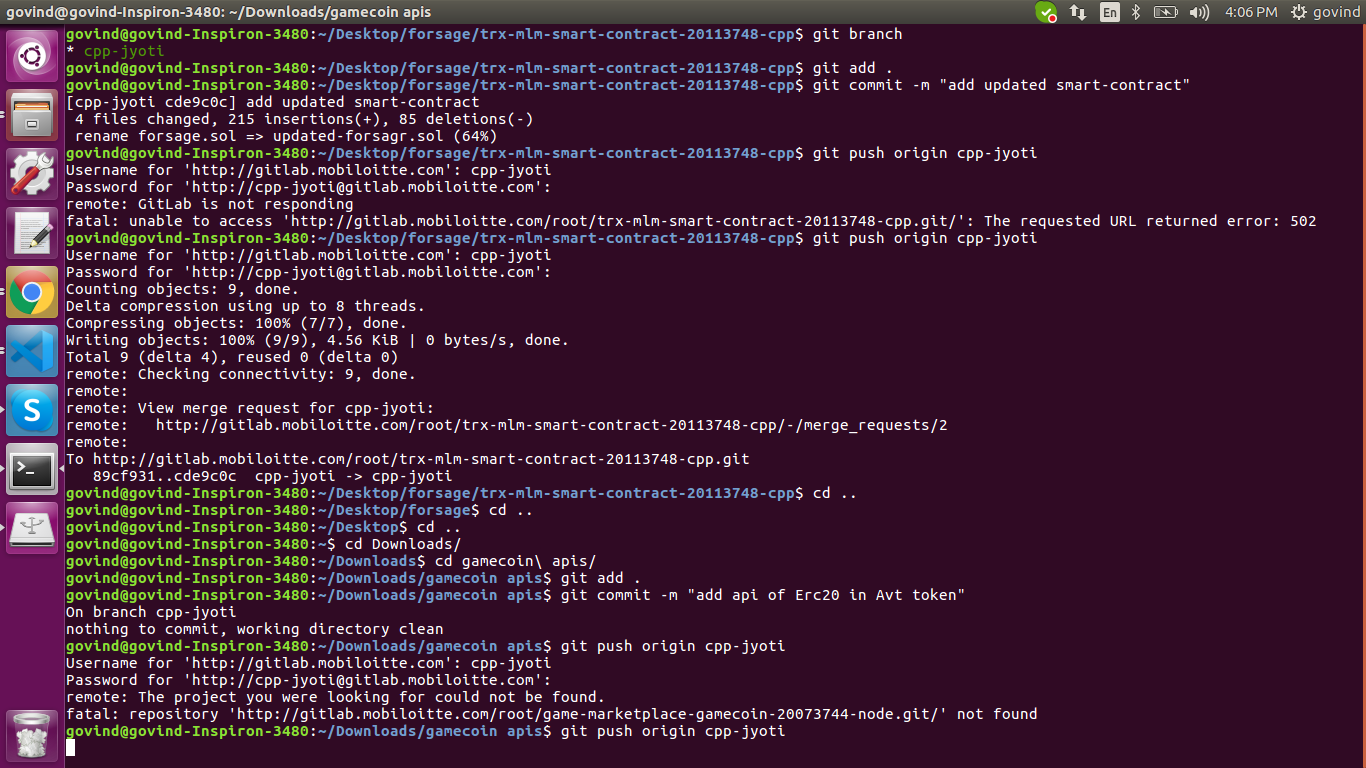 govind@govind-Inspiron-3480: ~/Downloads/gamecoin apis
En
4:06 PM
govind
govind@govind-Inspiron-3480:~/Desktop/forsage/trx-mlm-smart-contract-20113748-cpp$ git branch
* cpp-jyoti
govind@govind-Inspiron-3480:~/Desktop/forsage/trx-mlm-smart-contract-20113748-cpp$ git add .
govind@govind-Inspiron-3480:~/Desktop/forsage/trx-mlm-smart-contract-20113748-cpp$ git commit -m "add updated smart-contract"
[cpp-jyoti cde9c0c] add updated smart-contract
 4 files changed, 215 insertions(+), 85 deletions(-)
 rename forsage.sol => updated-forsagr.sol (64%)
govind@govind-Inspiron-3480:~/Desktop/forsage/trx-mlm-smart-contract-20113748-cpp$ git push origin cpp-jyoti
Username for 'http://gitlab.mobiloitte.com': cpp-jyoti
Password for 'http://cpp-jyoti@gitlab.mobiloitte.com':
remote: GitLab is not responding
fatal: unable to access 'http://gitlab.mobiloitte.com/root/trx-mlm-smart-contract-20113748-cpp.git/': The requested URL returned error: 502
govind@govind-Inspiron-3480:~/Desktop/forsage/trx-mlm-smart-contract-20113748-cpp$ git push origin cpp-jyoti
Username for 'http://gitlab.mobiloitte.com': cpp-jyoti
Password for 'http://cpp-jyoti@gitlab.mobiloitte.com':
Counting objects: 9, done.
Delta compression using up to 8 threads.
Compressing objects: 100% (7/7), done.
Writing objects: 100% (9/9), 4.56 KiB | 0 bytes/s, done.
Total 9 (delta 4), reused 0 (delta 0)
remote: Checking connectivity: 9, done.
remote:
remote: View merge request for cpp-jyoti:
remote:   http://gitlab.mobiloitte.com/root/trx-mlm-smart-contract-20113748-cpp/-/merge_requests/2
remote:
To http://gitlab.mobiloitte.com/root/trx-mlm-smart-contract-20113748-cpp.git
   89cf931..cde9c0c  cpp-jyoti -> cpp-jyoti
govind@govind-Inspiron-3480:~/Desktop/forsage/trx-mlm-smart-contract-20113748-cpp$ cd ..
govind@govind-Inspiron-3480:~/Desktop/forsage$ cd ..
govind@govind-Inspiron-3480:~/Desktop$ cd ..
govind@govind-Inspiron-3480:~$ cd Downloads/
govind@govind-Inspiron-3480:~/Downloads$ cd gamecoin\ apis/
govind@govind-Inspiron-3480:~/Downloads/gamecoin apis$ git add .
govind@govind-Inspiron-3480:~/Downloads/gamecoin apis$ git commit -m "add api of Erc20 in Avt token"
On branch cpp-jyoti
nothing to commit, working directory clean
govind@govind-Inspiron-3480:~/Downloads/gamecoin apis$ git push origin cpp-jyoti
Username for 'http://gitlab.mobiloitte.com': cpp-jyoti
Password for 'http://cpp-jyoti@gitlab.mobiloitte.com':
remote: The project you were looking for could not be found.
fatal: repository 'http://gitlab.mobiloitte.com/root/game-marketplace-gamecoin-20073744-node.git/' not found
govind@govind-Inspiron-3480:~/Downloads/gamecoin apis$ git push origin cpp-jyoti